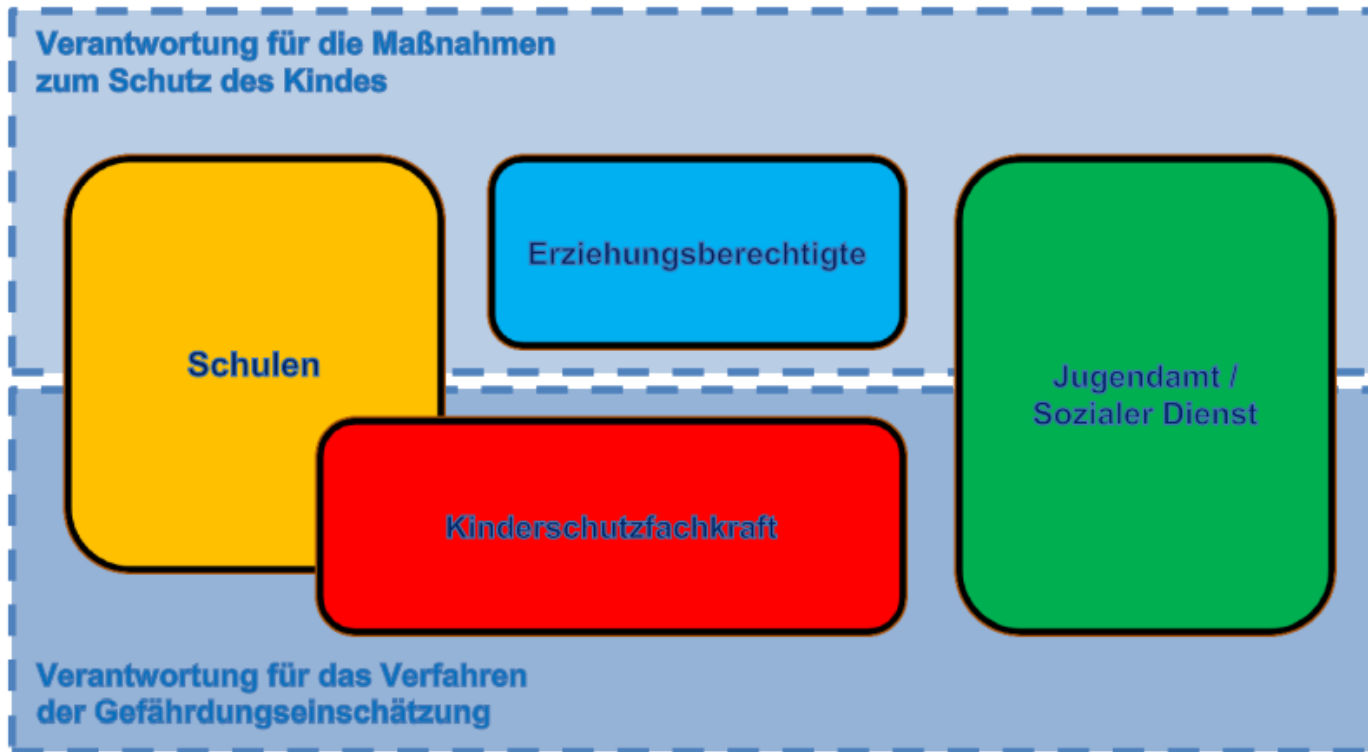 Verantwortung für die Maßnahmen
zum Schutz des Kindes
Erziehungsberechtigte
Schulen
Jugendamt /
Sozialer Dienst
Kinderschutzfachkraft
Verantwortung für das Verfahren
der Gefährdungseinschätzung